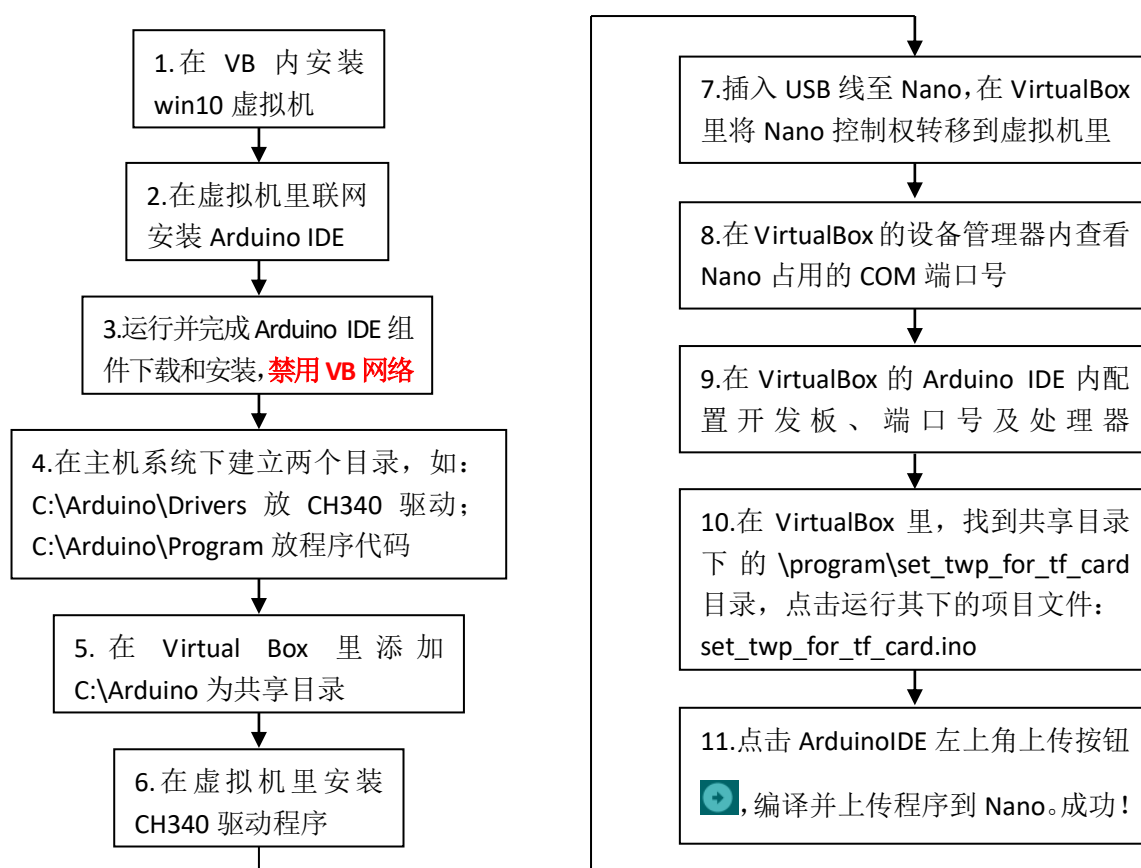 1.在 VB 内安装
win10 虚拟机
2.在虚拟机里联网
安装 Arduino IDE
3.运行并完成 Arduino IDE 组
件下载和安装,禁用 VB 网络
4.在主机系统下建立两个目录，如：
C:\Arduino\Drivers 放 CH340 驱动；
C:\Arduino\Program 放程序代码
5. 在 Virtual Box 里添加
C:\Arduino 为共享目录
6.在虚拟机里安装
CH340 驱动程序
7.插入 USB 线至 Nano，在 VirtualBox
里将 Nano 控制权转移到虚拟机里
8.在 VirtualBox 的设备管理器内查看
Nano 占用的 COM 端口号
9.在 VirtualBox 的 Arduino IDE 内配
置开发板、端口号及处理器
10.在 VirtualBox 里，找到共享目录
下的 \program\set_twp_for_tf_card
目录，点击运行其下的项目文件：
set_twp_for_tf_card.ino
11.点击 ArduinoIDE 左上角上传按钮
，编译并上传程序到 Nano。成功！